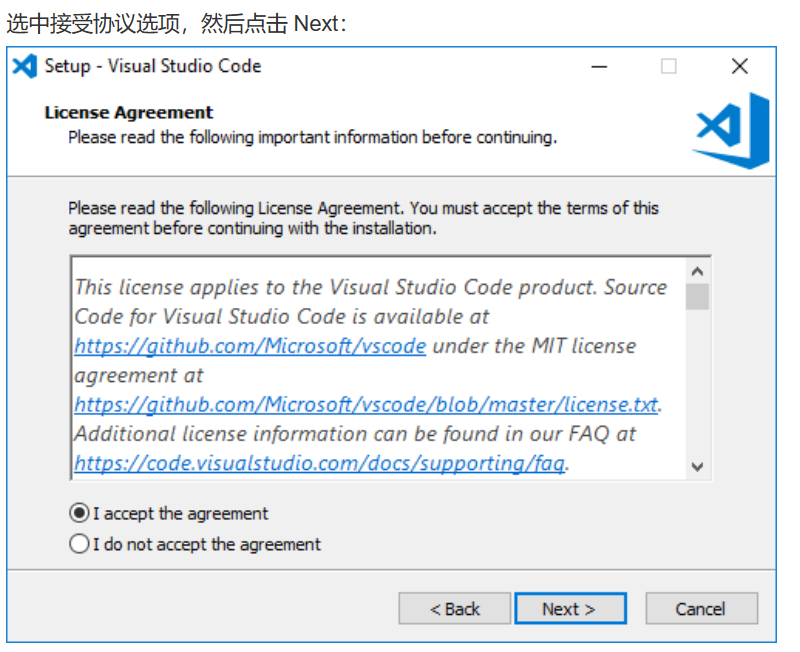 选中接受协议选项，然后点击 Next：
Setup - Visual Studio Code
License Agreement
Please read the following important information before continuing.
Please read the following License Agreement. You must accept the terms of this
agreement before continuing with the installation.
This license applies to the Visual Studio Code product. Source
Code for Visual Studio Code is available at
https://github.com/Microsoft/vscode under the MIT license
agreement at
https://github.com/Microsoft/vscode/blob/master/license.txt.
Additional license information can be found in our FAQ at
https://code.visualstudio.com/docs/supporting/faq.
I accept the agreement
I do not accept the agreement
< Back
Next >
Cancel